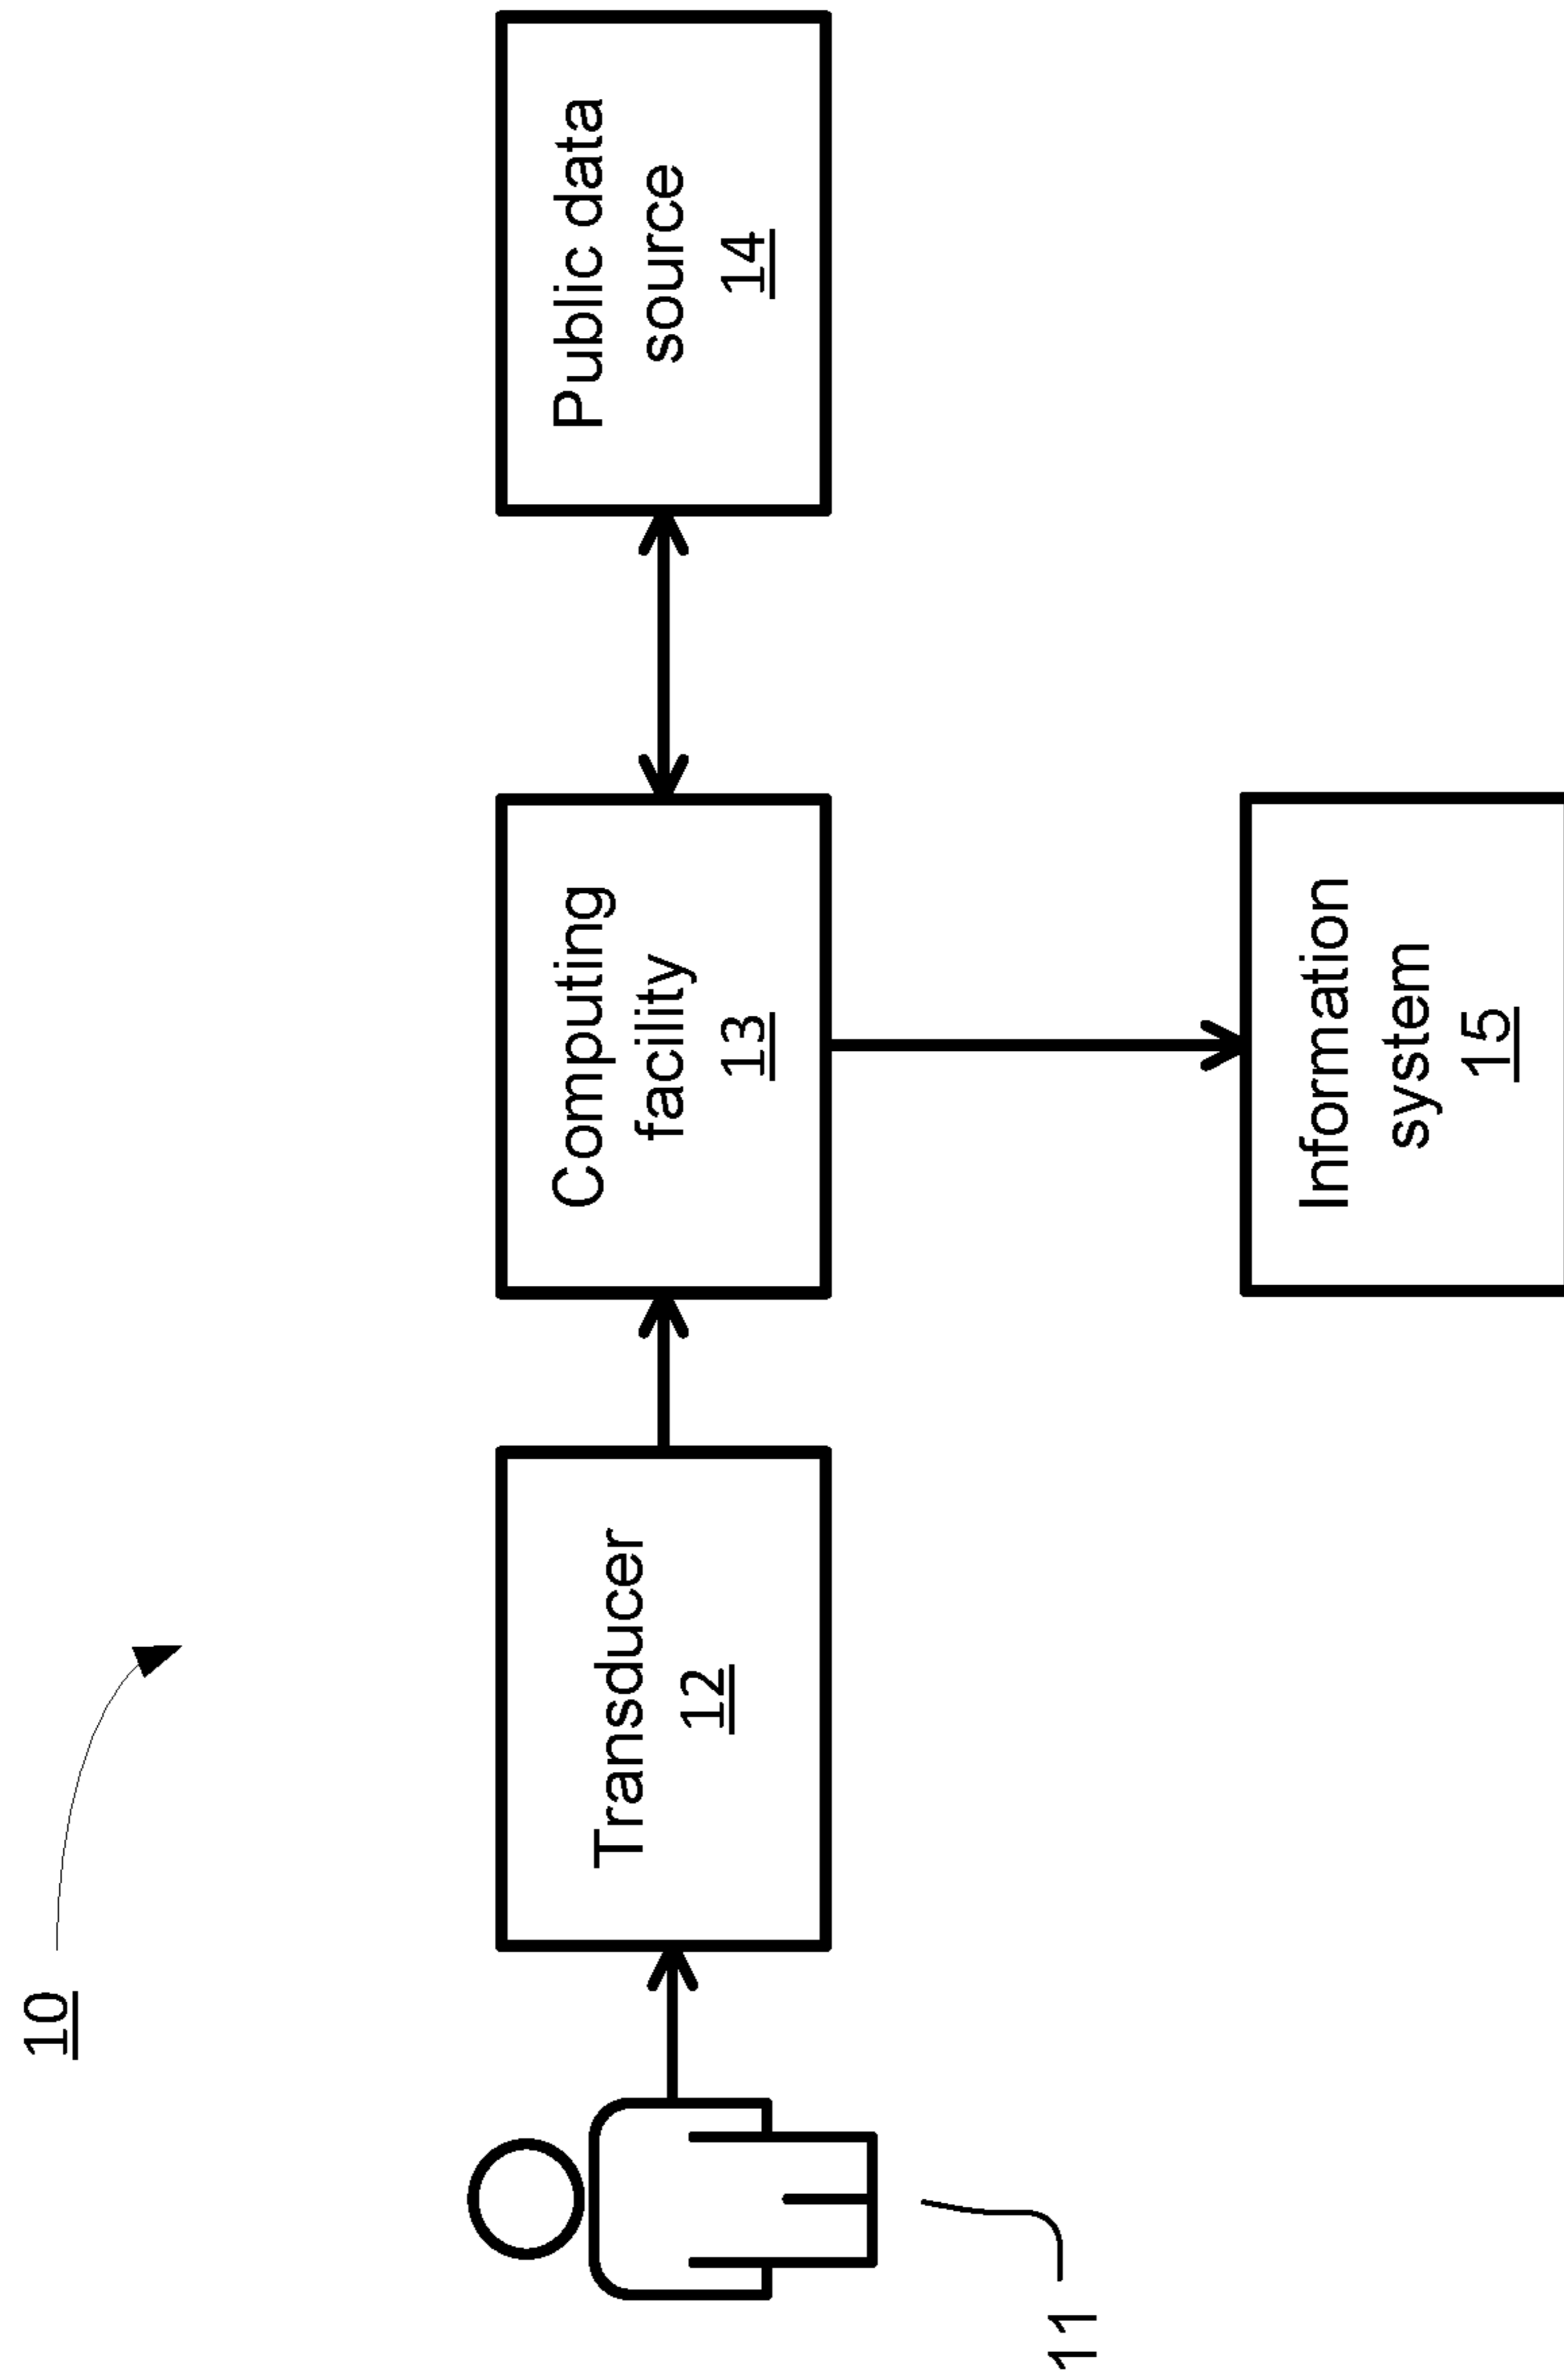 10
11
Transducer
12
Computing
facility
13
Public data
source
14
Information
system
15